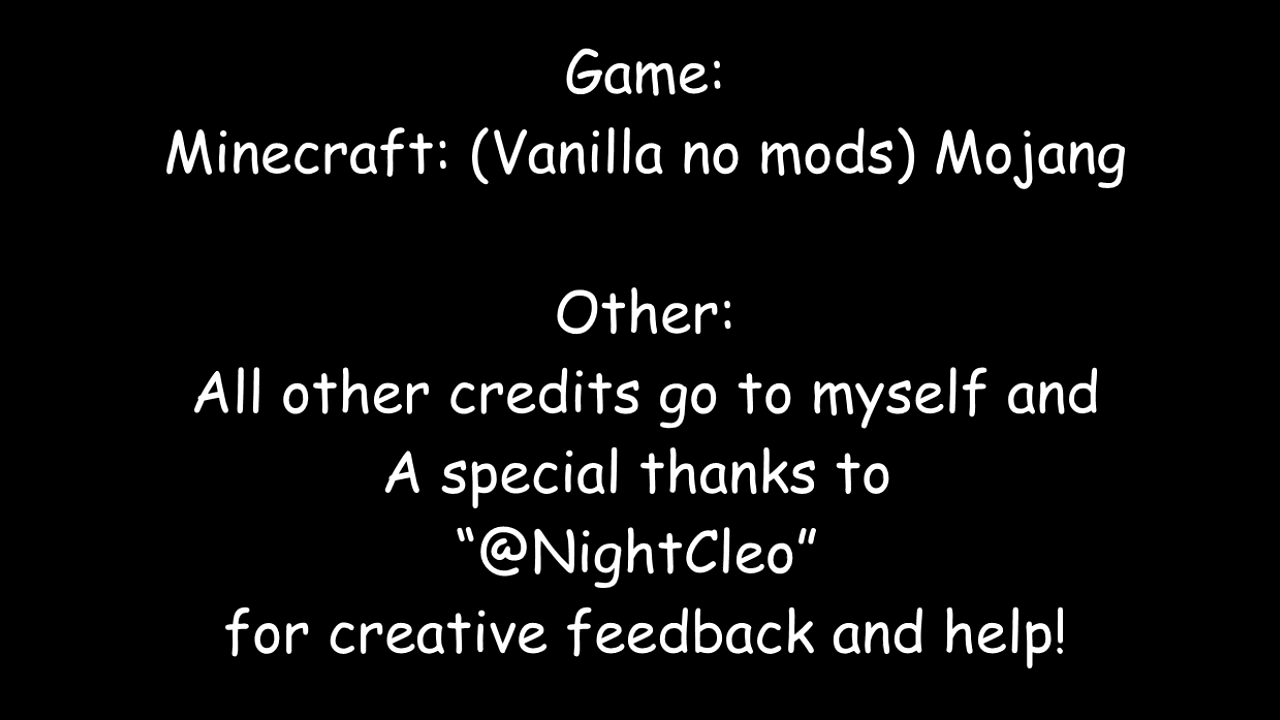 Game:
Minecraft: (Vanilla no mods) Mojang
Other:
All other credits go to myself and
A special thanks to
“@NightCleo”
for creative feedback and help!